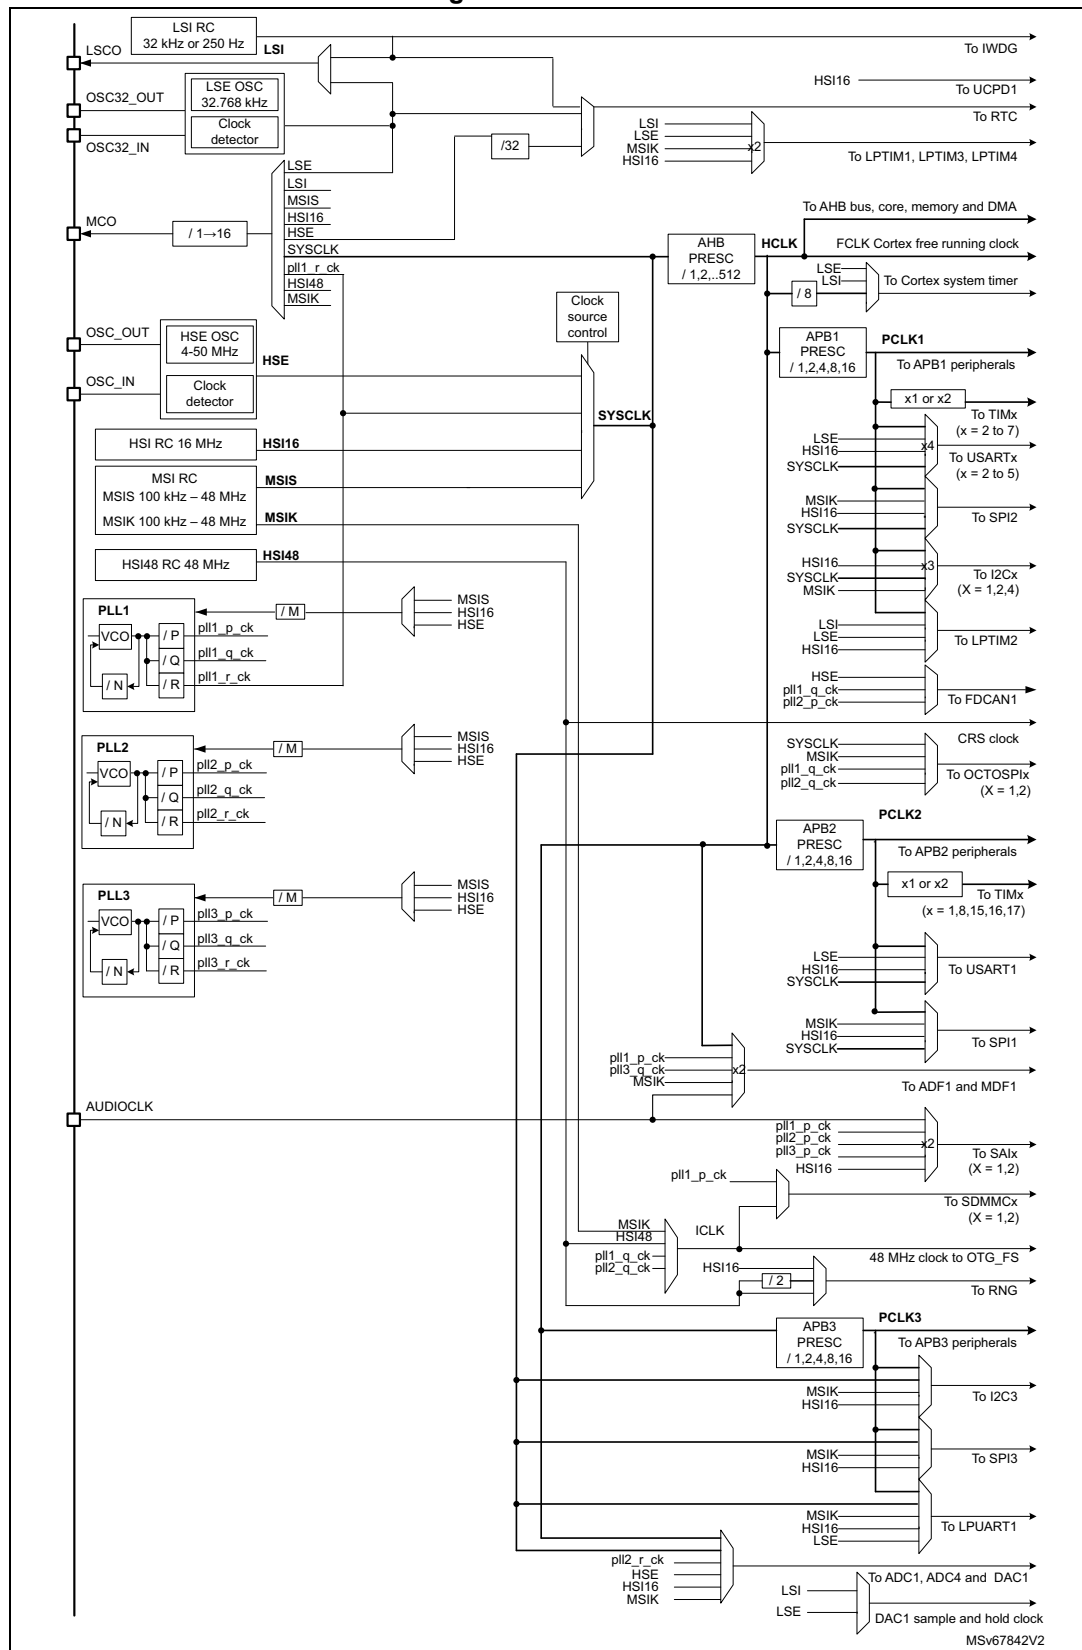 LSI RC
32 kHz or 250 Hz
LSI
LSCO
To IWDG
OSC32_OUT
LSE OSC
32.768 kHz
Clock
detector
OSC32_IN
HSI16
To UCPD1
To RTC
/32
LSI
LSE
MSIK
HSI16
x2
To LPTIM1, LPTIM3, LPTIM4
MCO
/ 1→16
LSE
LSI
MSIS
HSI16
HSE
SYSCLK
pll1_r_ck
HSI48
MSIK
AHB
PRESC
/ 1,2,..512
HCLK
To AHB bus, core, memory and DMA
FCLK Cortex free running clock
LSE
LSI
/ 8
To Cortex system timer
Clock
source
control
OSC_OUT
HSE OSC
4-50 MHz
HSE
OSC_IN
Clock
detector
SYSCLK
HSI RC 16 MHz
HSI16
MSI RC
MSIS 100 kHz – 48 MHz
MSIS
MSIK 100 kHz – 48 MHz
MSIK
HSI48 RC 48 MHz
HSI48
APB1
PRESC
/ 1,2,4,8,16
PCLK1
To APB1 peripherals
x1 or x2
To TIMx
(x = 2 to 7)
LSE
HSI16
SYSCLK
x4
To USARTx
(x = 2 to 5)
MSIK
HSI16
SYSCLK
To SPI2
HSI16
SYSCLK
MSIK
x3
To I2Cx
(X = 1,2,4)
LSI
LSE
HSI16
To LPTIM2
HSE
pll1_q_ck
pll2_p_ck
To FDCAN1
CRS clock
SYSCLK
MSIK
pll1_q_ck
pll2_q_ck
To OCTOSPIx
(X = 1,2)
PLL1
VCO
/ N
/ P
/ Q
/ R
pll1_p_ck
pll1_q_ck
pll1_r_ck
/ M
MSIS
HSI16
HSE
PLL2
VCO
/ N
/ P
/ Q
/ R
pll2_p_ck
pll2_q_ck
pll2_r_ck
/ M
MSIS
HSI16
HSE
PLL3
VCO
/ N
/ P
/ Q
/ R
pll3_p_ck
pll3_q_ck
pll3_r_ck
/ M
MSIS
HSI16
HSE
APB2
PRESC
/ 1,2,4,8,16
PCLK2
To APB2 peripherals
x1 or x2
To TIMx
(x = 1,8,15,16,17)
LSE
HSI16
SYSCLK
To USART1
MSIK
HSI16
SYSCLK
To SPI1
pll1_p_ck
pll3_q_ck
MSIK
x2
To ADF1 and MDF1
AUDIOCLK
pll1_p_ck
pll2_p_ck
pll3_p_ck
HSI16
x2
To SAIx
(X = 1,2)
pll1_p_ck
To SDMMCx
(X = 1,2)
MSIK
HSI48
pll1_q_ck
pll2_q_ck
ICLK
48 MHz clock to OTG_FS
HSI16
/ 2
To RNG
APB3
PRESC
/ 1,2,4,8,16
PCLK3
To APB3 peripherals
MSIK
HSI16
To I2C3
MSIK
HSI16
To SPI3
MSIK
HSI16
LSE
To LPUART1
pll2_r_ck
HSE
HSI16
MSIK
To ADC1, ADC4 and DAC1
LSI
LSE
DAC1 sample and hold clock
MSv67842V2